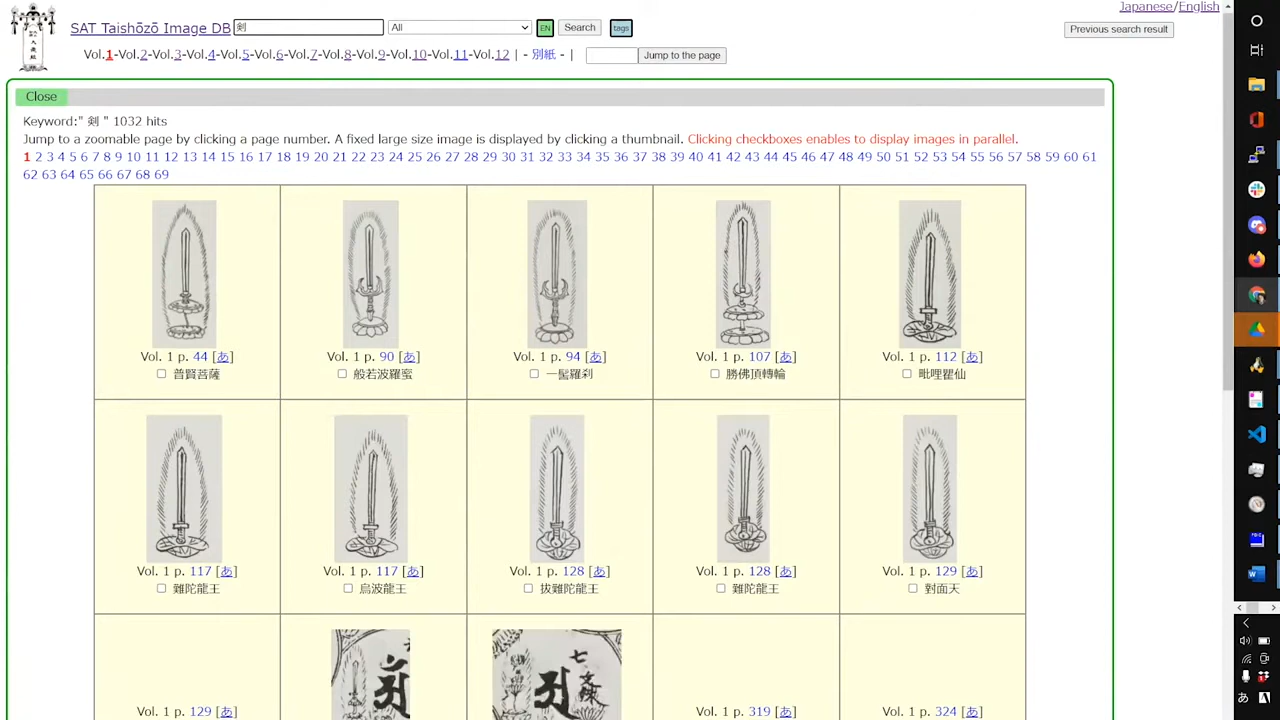 Japanese/English
SAT Taishōzō Image DB 剣 All EN Search tags
Previous search result
Vol.1-Vol.2-Vol.3-Vol.4-Vol.5-Vol.6-Vol.7-Vol.8-Vol.9-Vol.10-Vol.11-Vol.12 | - 別紙 - | Jump to the page
Close
Keyword:" 剣 " 1032 hits
Jump to a zoomable page by clicking a page number. A fixed large size image is displayed by clicking a thumbnail. Clicking checkboxes enables to display images in parallel.
1 2 3 4 5 6 7 8 9 10 11 12 13 14 15 16 17 18 19 20 21 22 23 24 25 26 27 28 29 30 31 32 33 34 35 36 37 38 39 40 41 42 43 44 45 46 47 48 49 50 51 52 53 54 55 56 57 58 59 60 61
62 63 64 65 66 67 68 69
Vol. 1 p. 44 [あ] Vol. 1 p. 90 [あ] Vol. 1 p. 94 [あ] Vol. 1 p. 107 [あ] Vol. 1 p. 112 [あ]
普賢菩薩 般若波羅蜜 一髻羅刹 勝佛頂轉輪 毗哩瞿仙
Vol. 1 p. 117 [あ] Vol. 1 p. 117 [あ] Vol. 1 p. 128 [あ] Vol. 1 p. 128 [あ] Vol. 1 p. 129 [あ]
難陀龍王 烏波龍王 拔難陀龍王 難陀龍王 對面天
七
Vol. 1 p. 129 [あ] Vol. 1 p. 319 [あ] Vol. 1 p. 324 [あ]
あ A